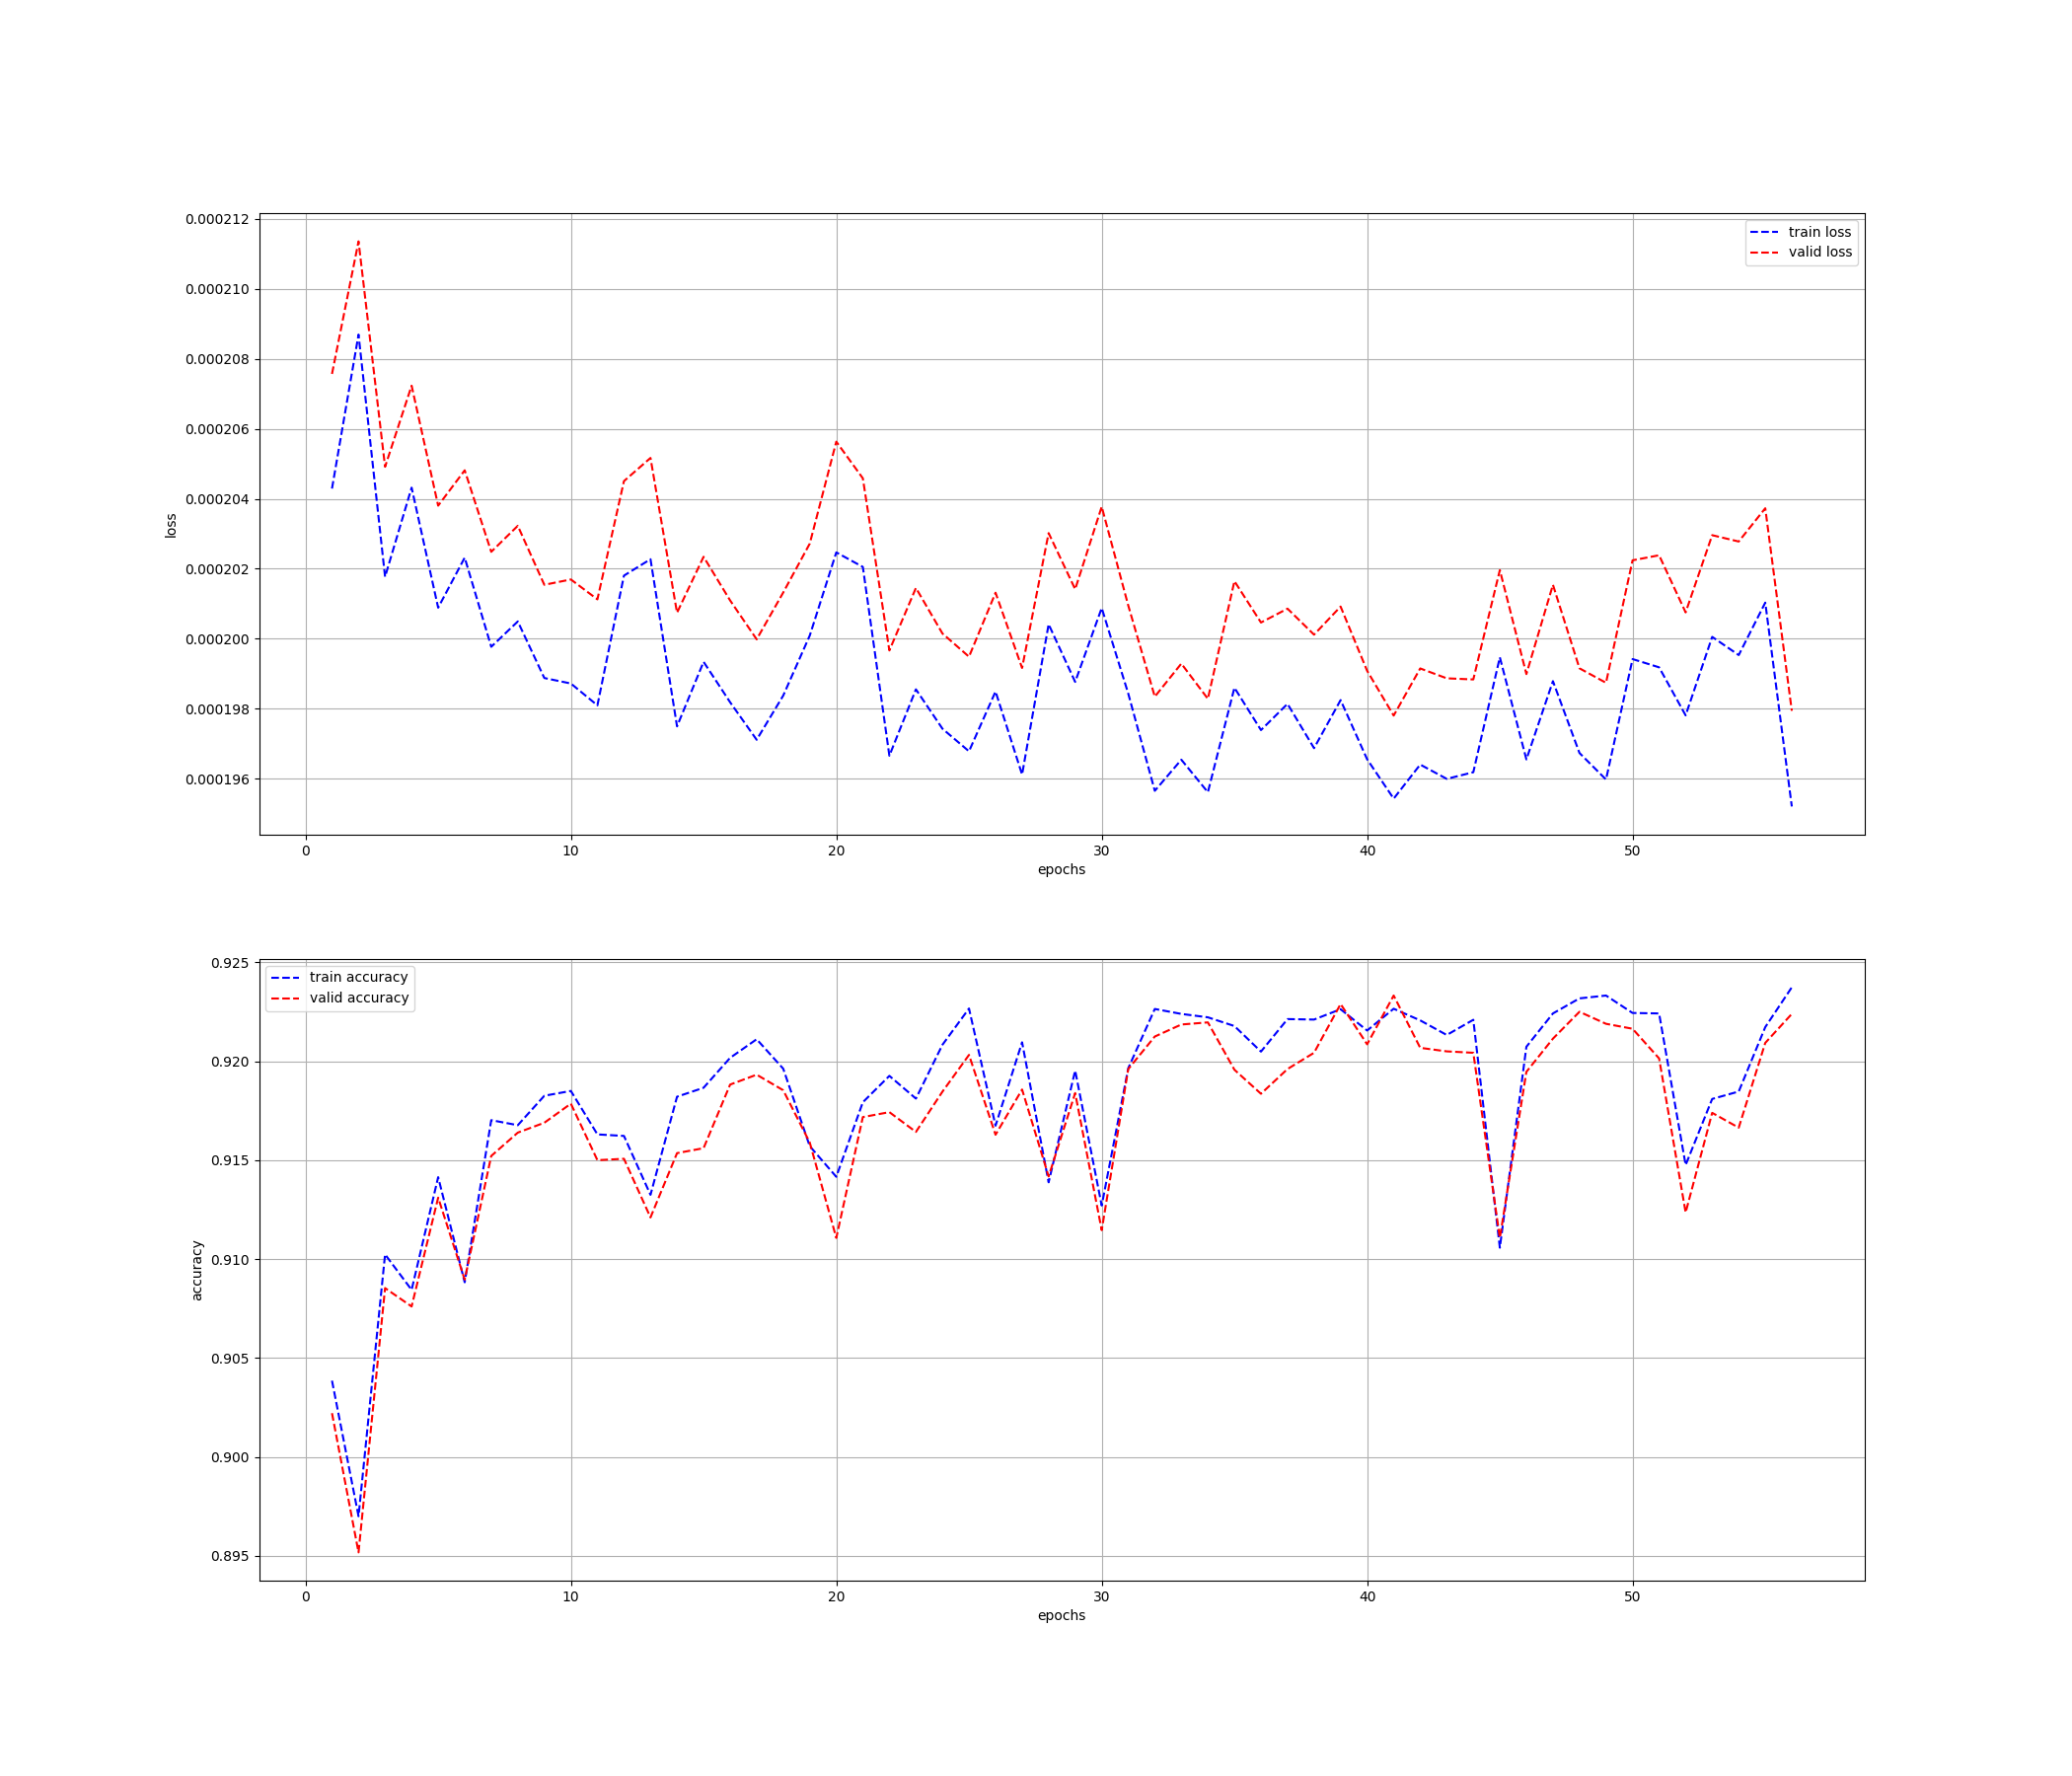 0.000212
0.000210
0.000208
0.000206
0.000204
0.000202
0.000200
0.000198
0.000196
loss
train loss
valid loss
0 10 20 30 40 50
epochs
0.925
0.920
0.915
0.910
0.905
0.900
0.895
accuracy
train accuracy
valid accuracy
0 10 20 30 40 50
epochs